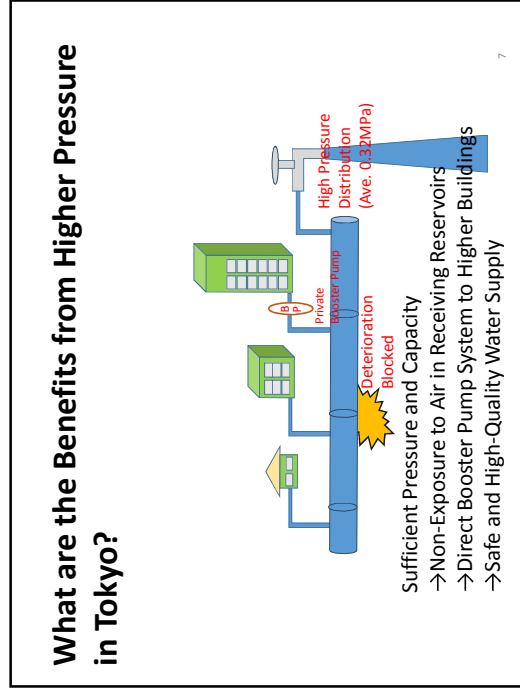 What are the Benefits from Higher Pressure
in Tokyo?
B
P
Private
Booster Pump
High Pressure
Distribution
(Ave. 0.32MPa)
Deterioration
Blocked
Sufficient Pressure and Capacity
→Non-Exposure to Air in Receiving Reservoirs
→Direct Booster Pump System to Higher Buildings
→Safe and High-Quality Water Supply
7